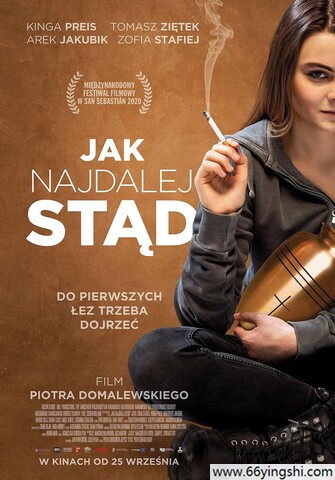 KINGA PREIS TOMASZ ZIĘTEK
AREK JAKUBIK ZOFIA STAFIEJ
MIĘDZYNARODOWY
FESTIWAL FILMOWY
W SAN SEBASTIÁN 2020
JAK
NAJDALEJ
STĄD
DO PIERWSZYCH
ŁEZ TRZEBA
DOJRZEĆ
FILM
PIOTRA DOMALEWSKIEGO
W KINACH OD 25 WRZEŚNIA
www.66yingshi.com